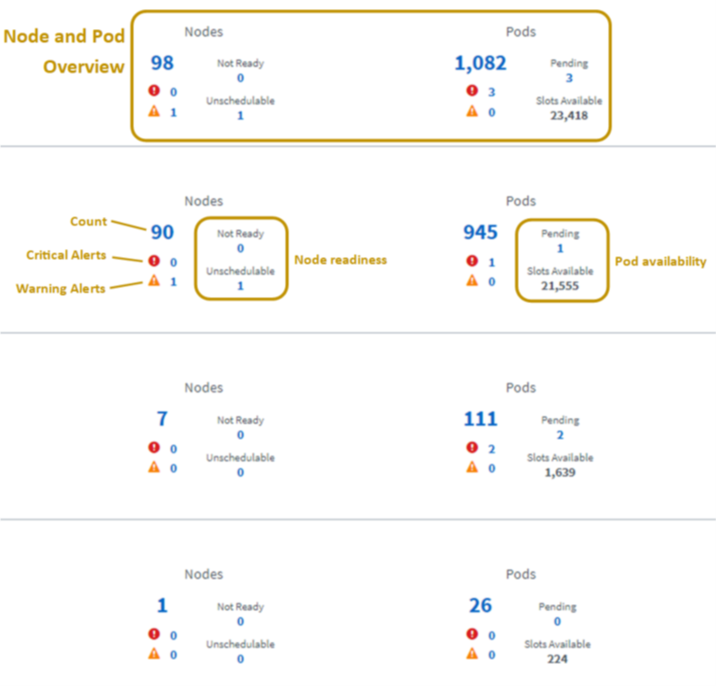 Node and Pod
Overview
Nodes
98
Not Ready
0
0
Unschedulable
1
1
Pods
1,082
Pending
3
3
Slots Available
0
23,418
Nodes
Count
90
Not Ready
0
Critical Alerts
0
Unschedulable
Warning Alerts
1
1
Node readiness
Pods
945
Pending
1
1
Slots Available
0
21,555
Pod availability
Nodes
7
Not Ready
0
0
Unschedulable
0
0
Pods
111
Pending
2
2
Slots Available
0
1,639
Nodes
1
Not Ready
0
0
Unschedulable
0
0
Pods
26
Pending
0
0
Slots Available
0
224